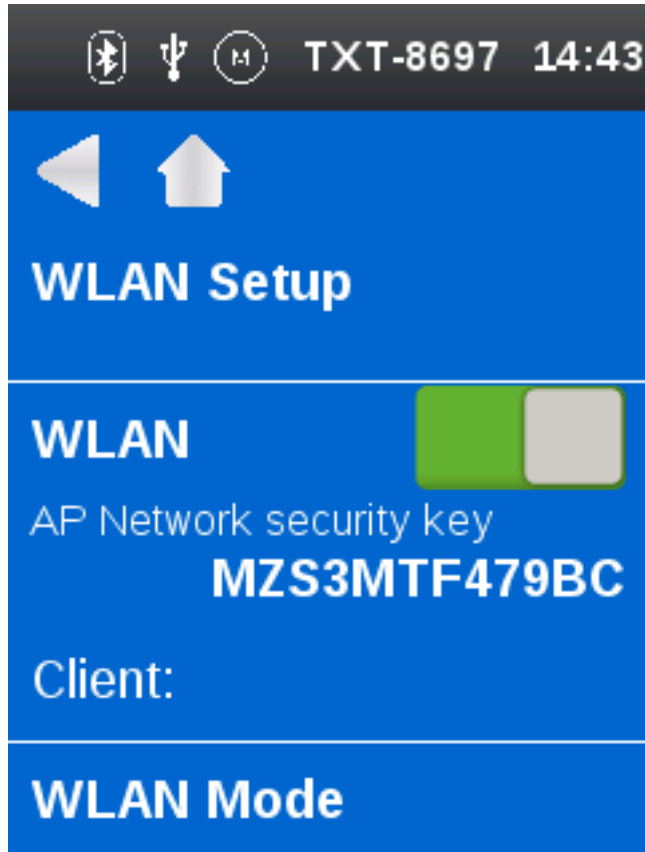 TXT-8697 14:43
WLAN Setup
WLAN
AP Network security key
MZS3MTF479BC
Client:
WLAN Mode